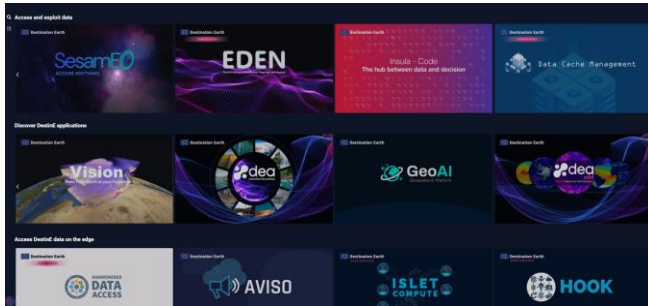 Access and exploit data
Destination Earth
SesamEO
ACCESS ANYTHING
Destination Earth
EDEN
Destination Earth
Insula - Code
The hub between data and decision
Destination Earth
Data Cache Management
Discover DestinE applications
Destination Earth
Vision
Destination Earth
dea
Destination Earth
GeoAI
Destination Earth
dea
Access DestinE data on the edge
Destination Earth
HARMONISED
DATA
ACCESS
Destination Earth
AVISO
Destination Earth
ISLET
COMPUTE
Destination Earth
HOOK